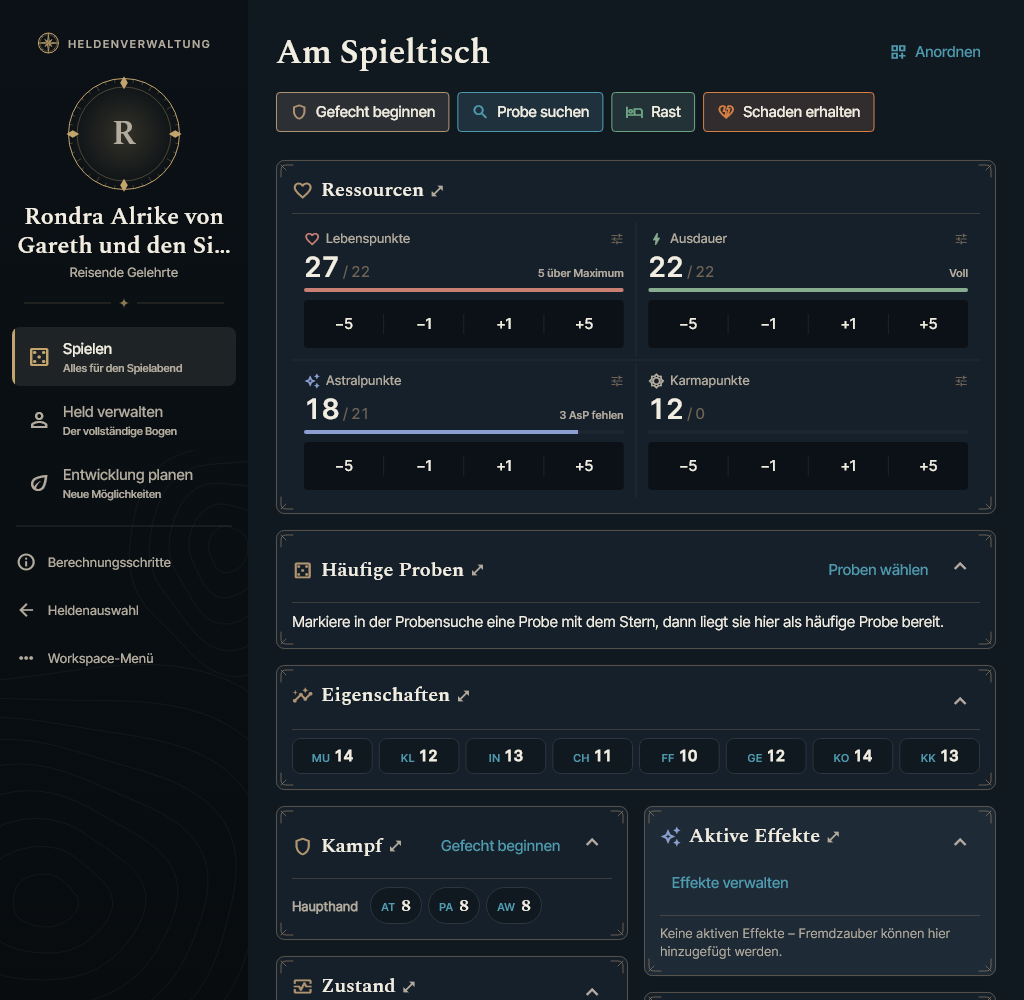 HELDENVERWALTUNG
R
Rondra Alrike von
Gareth und den Si...
Reisende Gelehrte
Spielen
Alles für den Spielabend
Held verwalten
Der vollständige Bogen
Entwicklung planen
Neue Möglichkeiten
Berechnungsschritte
Heldenauswahl
Workspace-Menü
Am Spieltisch
Anordnen
Gefecht beginnen
Probe suchen
Rast
Schaden erhalten
Ressourcen
Lebenspunkte
27 / 22
5 über Maximum
−5 −1 +1 +5
Ausdauer
22 / 22
Voll
−5 −1 +1 +5
Astralpunkte
18 / 21
3 AsP fehlen
−5 −1 +1 +5
Karmapunkte
12 / 0
−5 −1 +1 +5
Häufige Proben
Proben wählen
Markiere in der Probensuche eine Probe mit dem Stern, dann liegt sie hier als häufige Probe bereit.
Eigenschaften
MU 14 KL 12 IN 13 CH 11 FF 10 GE 12 KO 14 KK 13
Kampf
Gefecht beginnen
Haupthand AT 8 PA 8 AW 8
Aktive Effekte
Effekte verwalten
Keine aktiven Effekte – Fremdzauber können hier
hinzugefügt werden.
Zustand